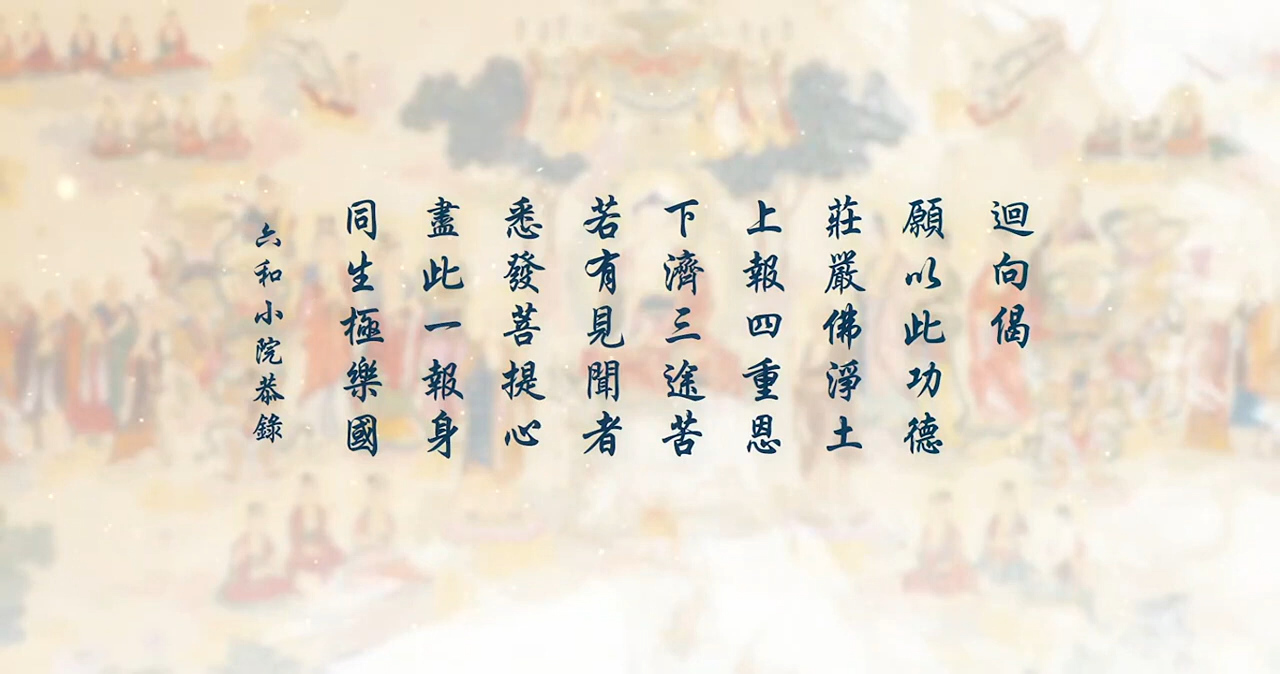 迴向偈
願以此功德
莊嚴佛淨土
上報四重恩
下濟三途苦
若有見聞者
悉發菩提心
盡此一報身
同生極樂國
六和小院恭錄